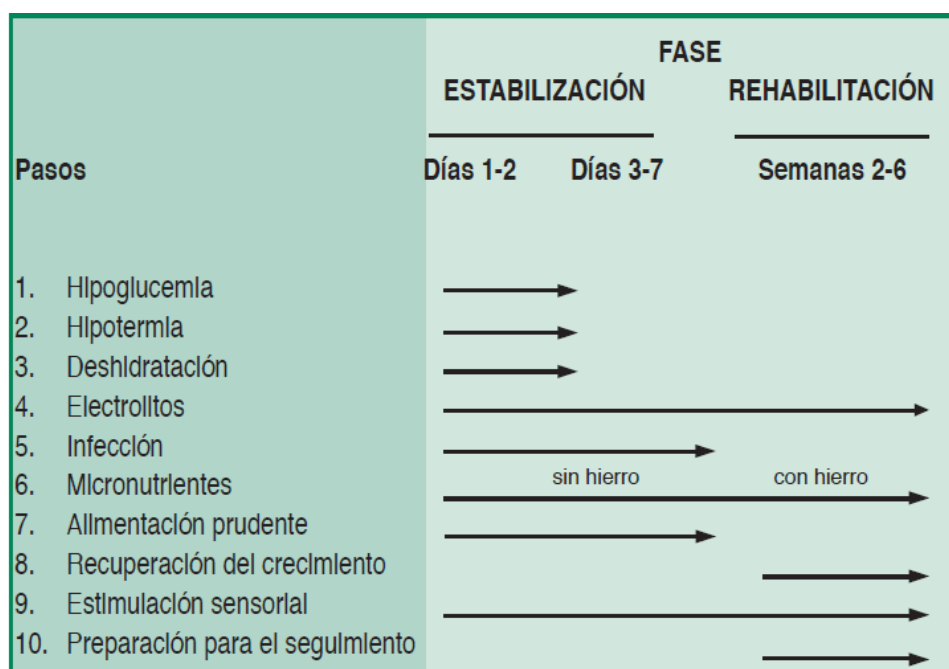 FASE
ESTABILIZACIÓN REHABILITACIÓN
Pasos Días 1-2 Días 3-7 Semanas 2-6
1. Hipoglucemia
2. Hipotermia
3. Deshidratación
4. Electrolitos
5. Infección
6. Micronutrientes sin hierro con hierro
7. Alimentación prudente
8. Recuperación del crecimiento
9. Estimulación sensorial
10. Preparación para el seguimiento